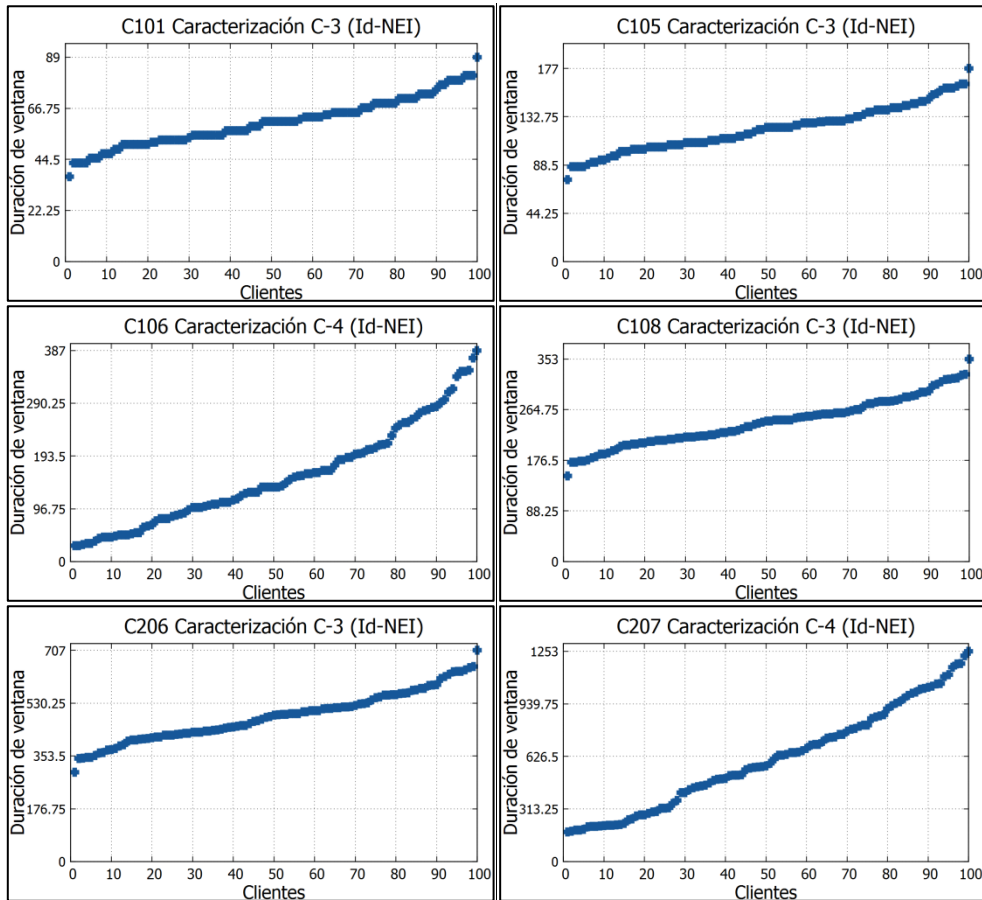 C101 Caracterización C-3 (Id-NEI)
Duración de ventana
89
66.75
44.5
22.25
0
0 10 20 30 40 50 60 70 80 90 100
Clientes
C105 Caracterización C-3 (Id-NEI)
Duración de ventana
177
132.75
88.5
44.25
0
0 10 20 30 40 50 60 70 80 90 100
Clientes
C106 Caracterización C-4 (Id-NEI)
Duración de ventana
387
290.25
193.5
96.75
0
0 10 20 30 40 50 60 70 80 90 100
Clientes
C108 Caracterización C-3 (Id-NEI)
Duración de ventana
353
264.75
176.5
88.25
0
0 10 20 30 40 50 60 70 80 90 100
Clientes
C206 Caracterización C-3 (Id-NEI)
Duración de ventana
707
530.25
353.5
176.75
0
0 10 20 30 40 50 60 70 80 90 100
Clientes
C207 Caracterización C-4 (Id-NEI)
Duración de ventana
1253
939.75
626.5
313.25
0
0 10 20 30 40 50 60 70 80 90 100
Clientes